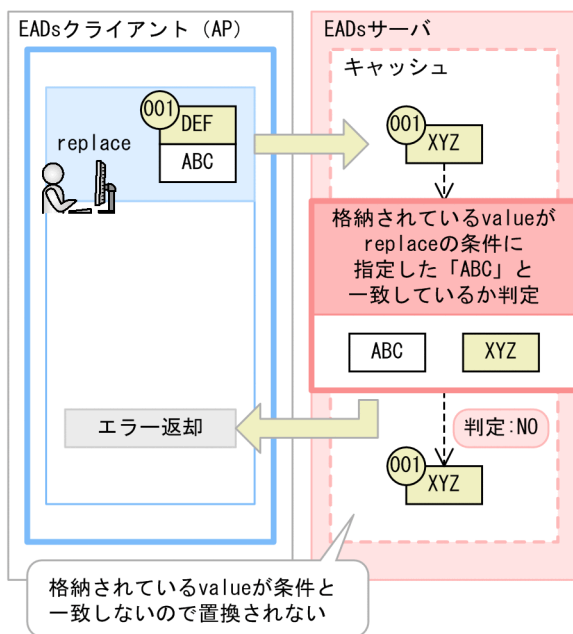 EADsクライアント（AP）
EADsサーバ
キャッシュ
001
DEF
replace
ABC
001
XYZ
格納されているvalueが
replaceの条件に
指定した「ABC」と
一致しているか判定
ABC
XYZ
エラー返却
判定:NO
001
XYZ
格納されているvalueが条件と
一致しないので置換されない